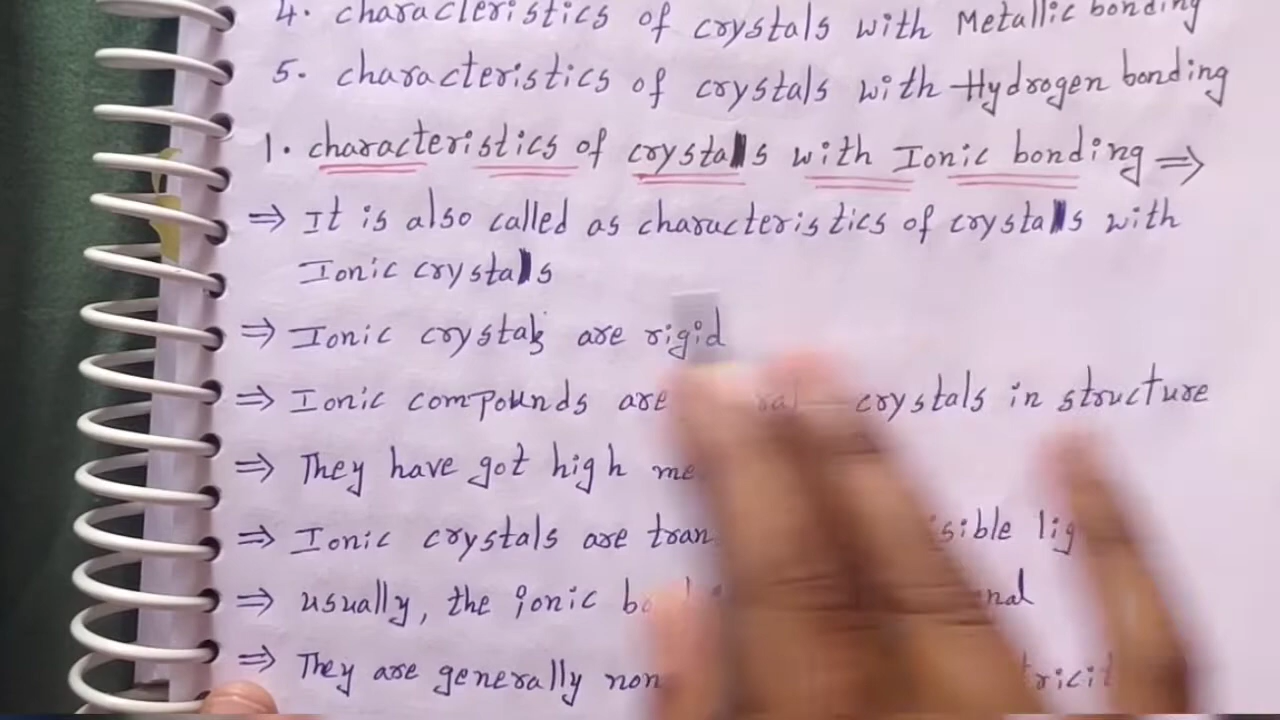 4. characteristics of crystals with Metallic bonding
5. characteristics of crystals with Hydrogen bonding
1. characteristics of crystals with Ionic bonding ⇒
⇒ It is also called as characteristics of crystals with
Ionic crystals
⇒ Ionic crystals are rigid
⇒ Ionic compounds are crystals in structure
⇒ They have got high
⇒ Ionic crystals are
⇒ usually, the ionic
⇒ They are generally non